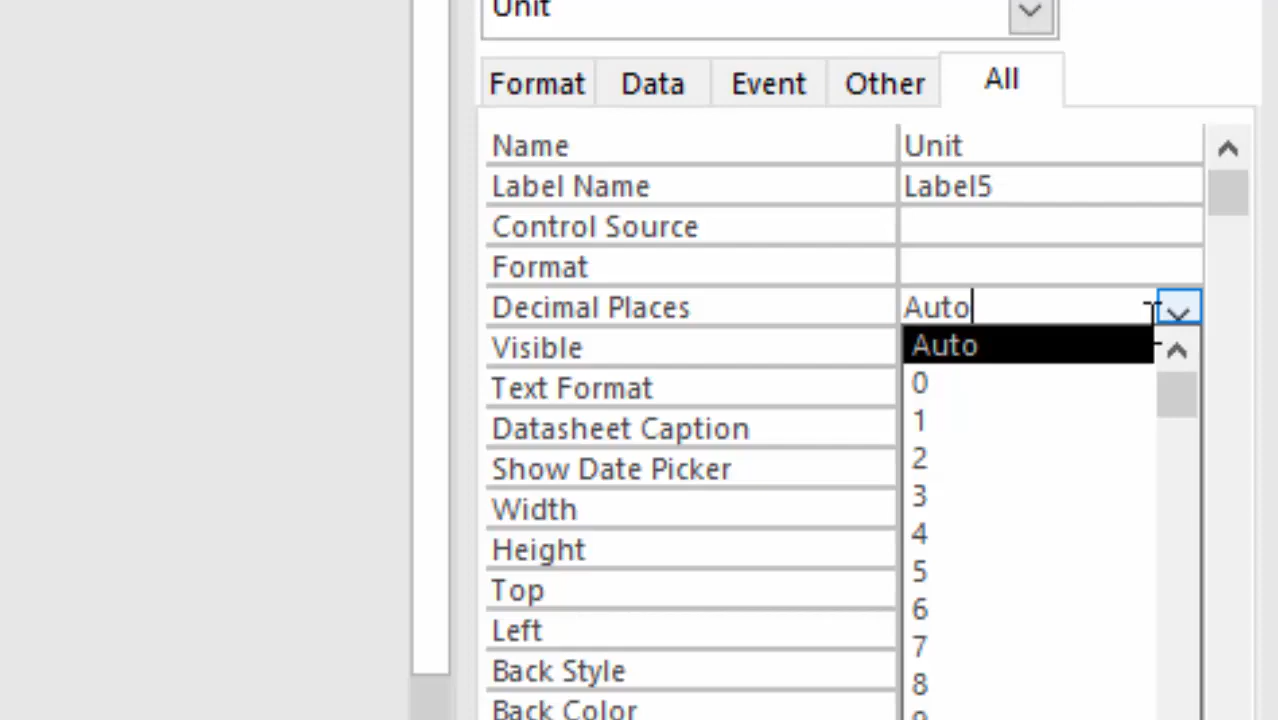 Unit
Format Data Event Other All
Name Unit
Label Name Label5
Control Source
Format
Decimal Places Auto
Auto
Visible
0
Text Format
1
Datasheet Caption
2
Show Date Picker
3
Width
4
Height
5
Top
6
Left
7
Back Style
8
Back Color
9